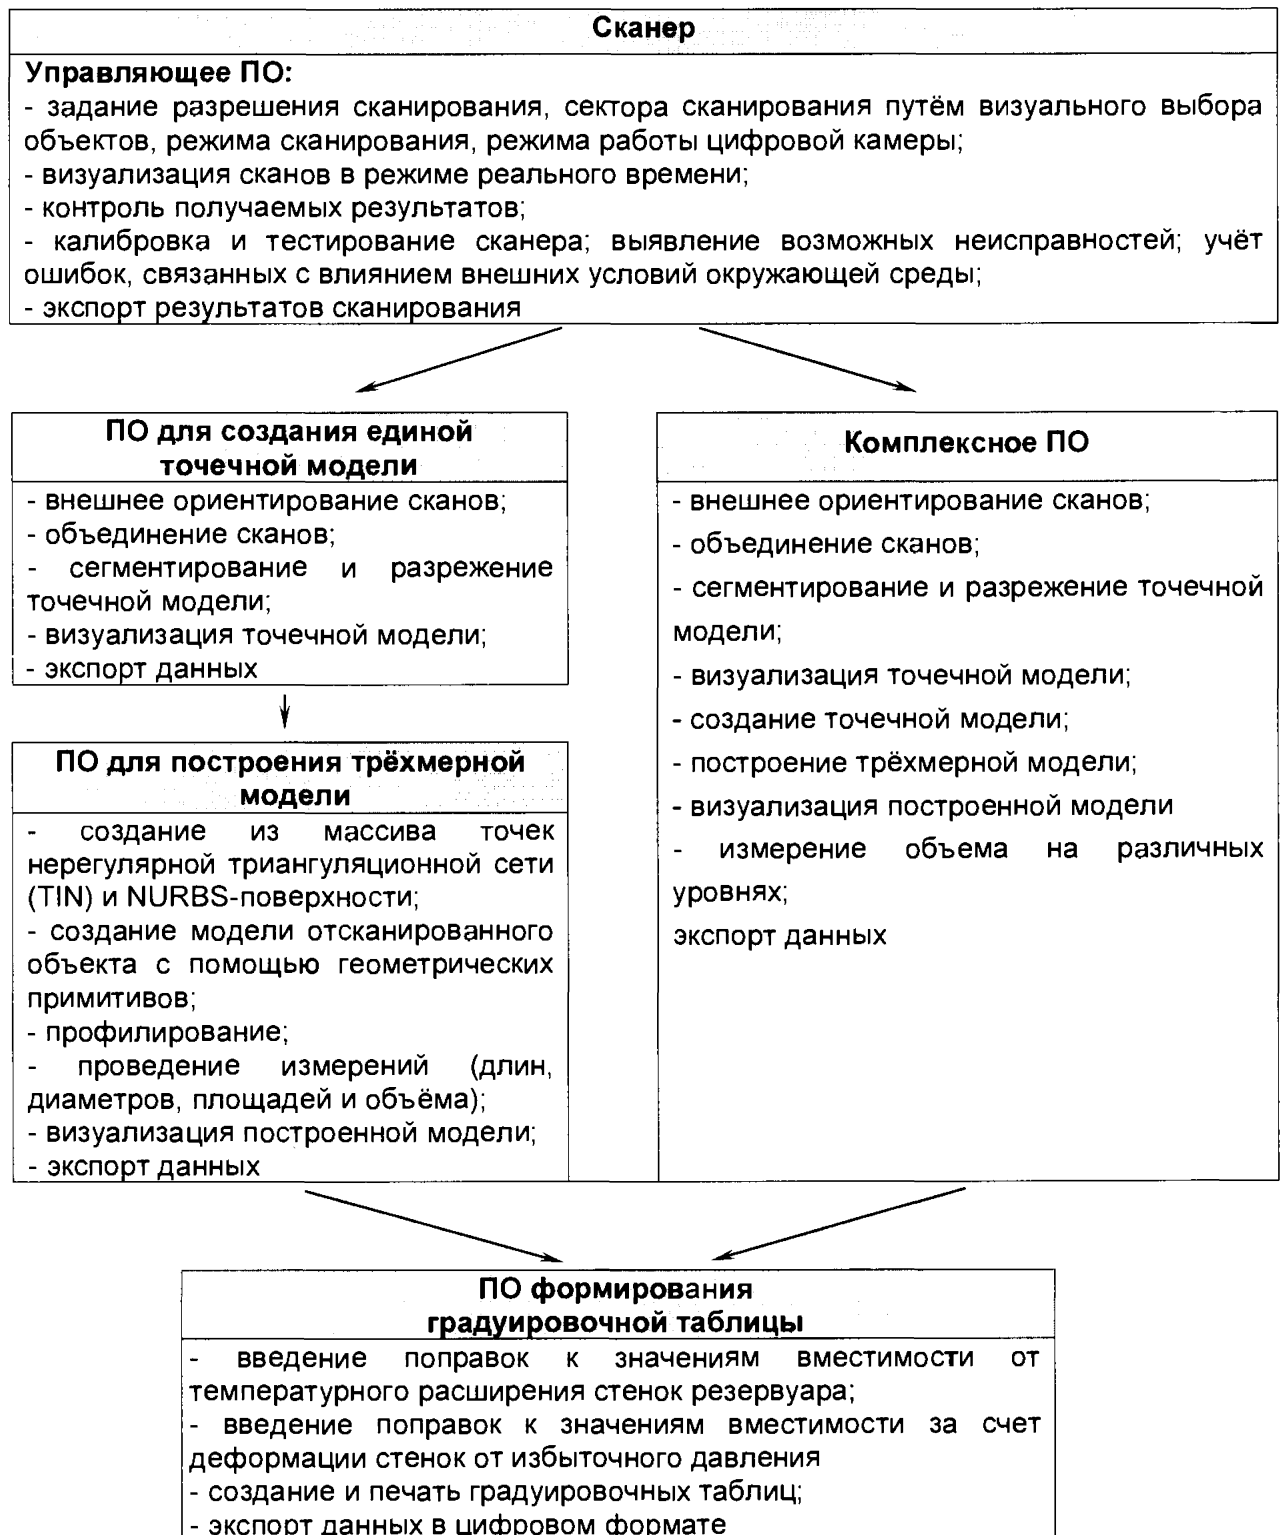 Сканер
Управляющее ПО:
- задание разрешения сканирования, сектора сканирования путём визуального выбора
объектов, режима сканирования, режима работы цифровой камеры;
- визуализация сканов в режиме реального времени;
- контроль получаемых результатов;
- калибровка и тестирование сканера; выявление возможных неисправностей; учёт
ошибок, связанных с влиянием внешних условий окружающей среды;
- экспорт результатов сканирования
ПО для создания единой
точечной модели
- внешнее ориентирование сканов;
- объединение сканов;
- сегментирование и разрежение
точечной модели;
- визуализация точечной модели;
- экспорт данных
ПО для построения трёхмерной
модели
- создание из массива точек
нерегулярной триангуляционной сети
(TIN) и NURBS-поверхности;
- создание модели отсканированного
объекта с помощью геометрических
примитивов;
- профилирование;
- проведение измерений (длин,
диаметров, площадей и объёма);
- визуализация построенной модели;
- экспорт данных
Комплексное ПО
- внешнее ориентирование сканов;
- объединение сканов;
- сегментирование и разрежение точечной
модели;
- визуализация точечной модели;
- создание точечной модели;
- построение трёхмерной модели;
- визуализация построенной модели
- измерение объема на различных
уровнях;
экспорт данных
ПО формирования
градуировочной таблицы
- введение поправок к значениям вместимости от
температурного расширения стенок резервуара;
- введение поправок к значениям вместимости за счет
деформации стенок от избыточного давления
- создание и печать градуировочных таблиц;
- экспорт данных в цифровом формате